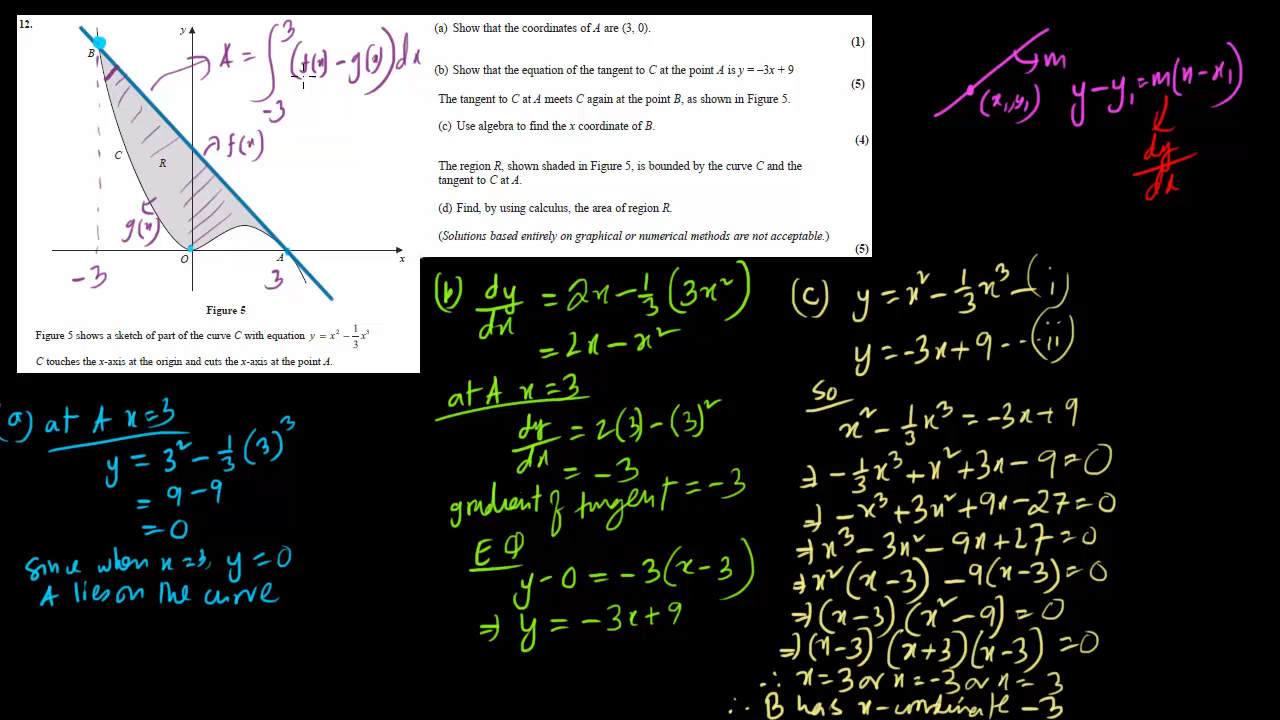 12.
y
B
A = ∫ 3 -3 (f(x) - g(x)) dx
f(x)
C
R
g(x)
O
A
x
-3
3
Figure 5
Figure 5 shows a sketch of part of the curve C with equation y = x² − 1/3 x³
C touches the x-axis at the origin and cuts the x-axis at the point A.
(a) Show that the coordinates of A are (3, 0).
(1)
(b) Show that the equation of the tangent to C at the point A is y = –3x + 9
(5)
The tangent to C at A meets C again at the point B, as shown in Figure 5.
(c) Use algebra to find the x coordinate of B.
(4)
The region R, shown shaded in Figure 5, is bounded by the curve C and the
tangent to C at A.
(d) Find, by using calculus, the area of region R.
(Solutions based entirely on graphical or numerical methods are not acceptable.)
(5)
m
(x₁,y₁)
y - y₁ = m(x - x₁)
dy/dx
(a) at A x = 3
y = 3² - 1/3 (3)³
= 9 - 9
= 0
Since when x = 3, y = 0
A lies on the curve
(b) dy/dx = 2x - 1/3 (3x²)
= 2x - x²
at A x = 3
dy/dx = 2(3) - (3)²
= -3
gradient of tangent = -3
EQ
y - 0 = -3(x - 3)
⇒ y = -3x + 9
(c) y = x² - 1/3 x³ - (i)
y = -3x + 9 -- (ii)
So
x² - 1/3 x³ = -3x + 9
⇒ - 1/3 x³ + x² + 3x - 9 = 0
⇒ -x³ + 3x² + 9x - 27 = 0
⇒ x³ - 3x² - 9x + 27 = 0
⇒ x²(x - 3) - 9(x - 3) = 0
⇒ (x - 3) (x² - 9) = 0
⇒ (x - 3) (x + 3)(x - 3) = 0
∴ x = 3 or x = -3 or x = 3
∴ B has x-coordinate -3